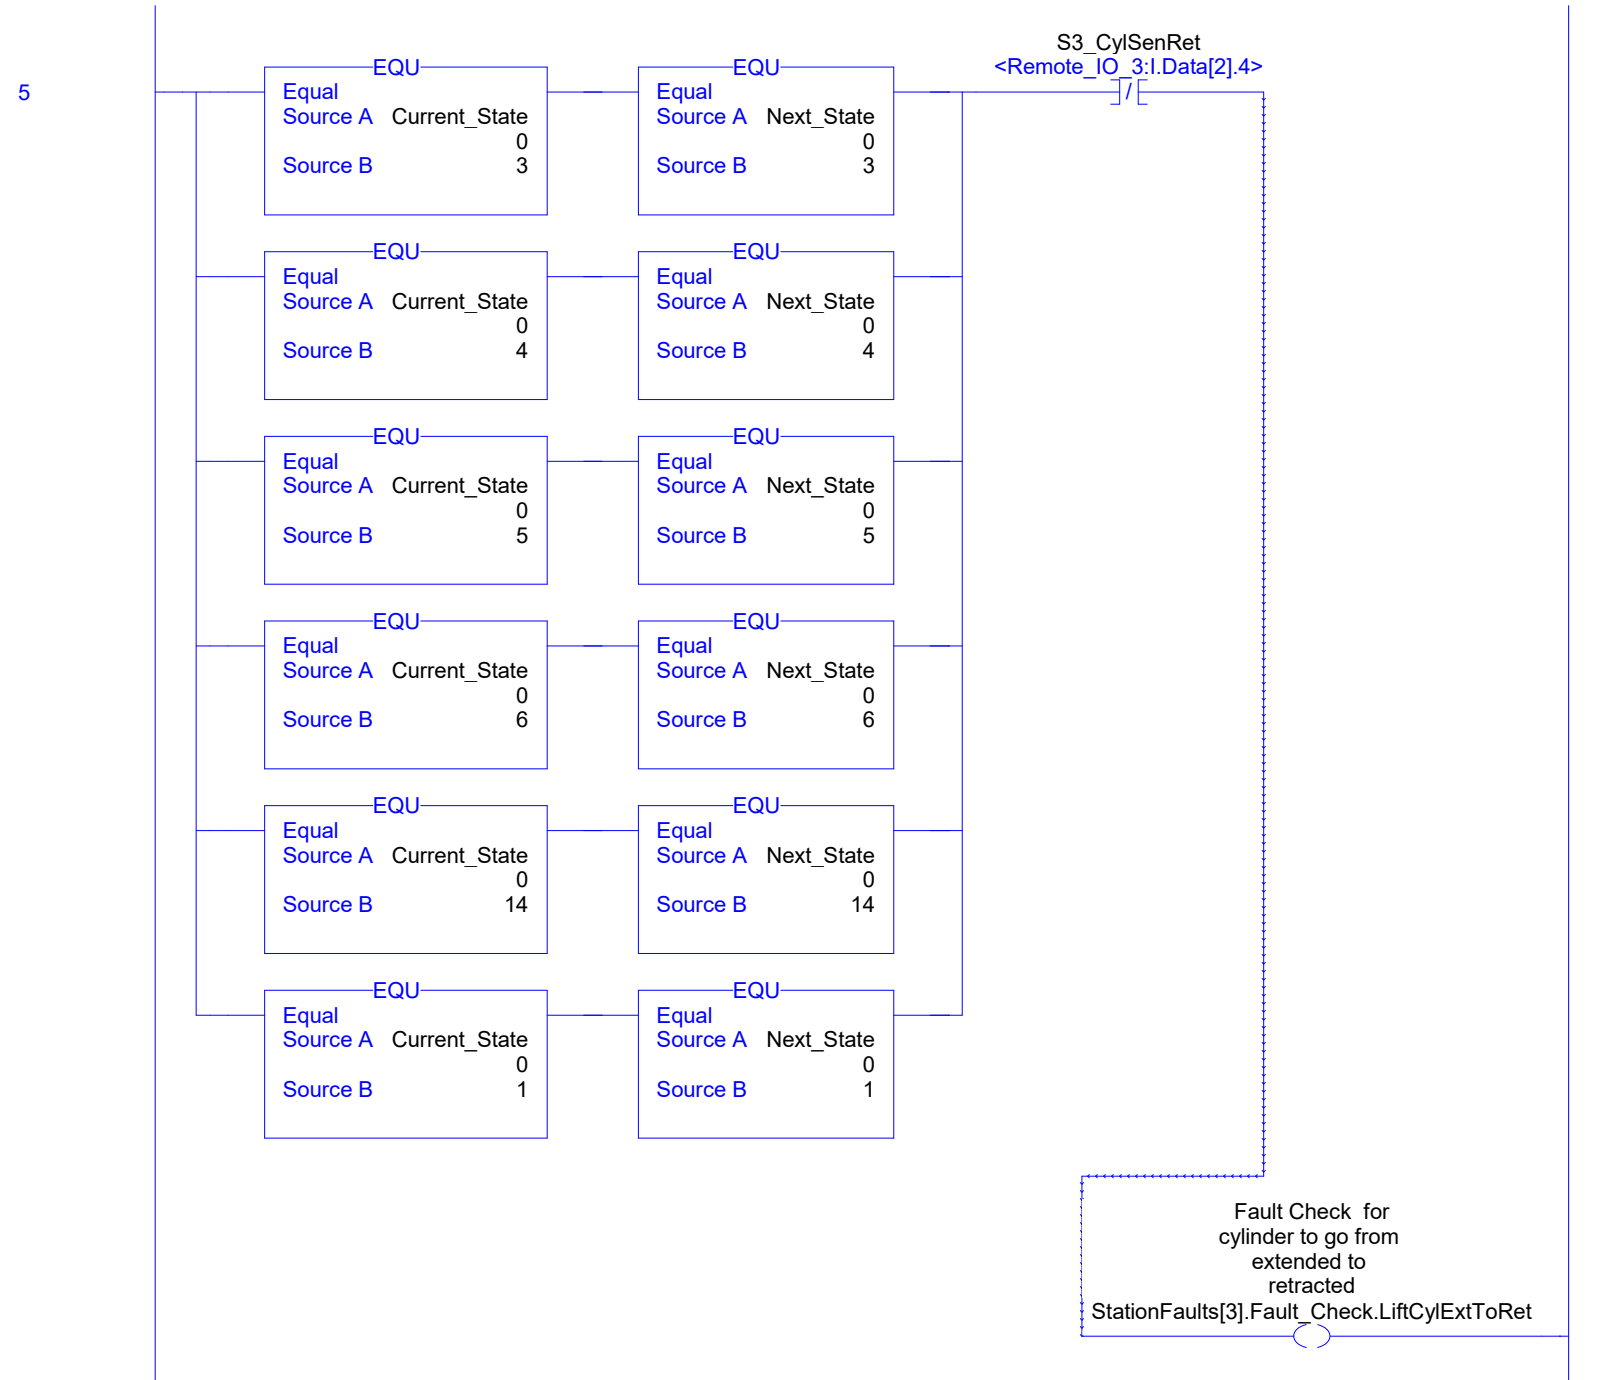 S3_CylSenRet
<Remote_IO_3:I.Data[2].4>
5
EQU
EQU
Equal
Equal
Source A Current_State
Source A Next_State
0
0
Source B 3
Source B 3
EQU
EQU
Equal
Equal
Source A Current_State
Source A Next_State
0
0
Source B 4
Source B 4
EQU
EQU
Equal
Equal
Source A Current_State
Source A Next_State
0
0
Source B 5
Source B 5
EQU
EQU
Equal
Equal
Source A Current_State
Source A Next_State
0
0
Source B 6
Source B 6
EQU
EQU
Equal
Equal
Source A Current_State
Source A Next_State
0
0
Source B 14
Source B 14
EQU
EQU
Equal
Equal
Source A Current_State
Source A Next_State
0
0
Source B 1
Source B 1
Fault Check for
cylinder to go from
extended to
retracted
StationFaults[3].Fault_Check.LiftCylExtToRet